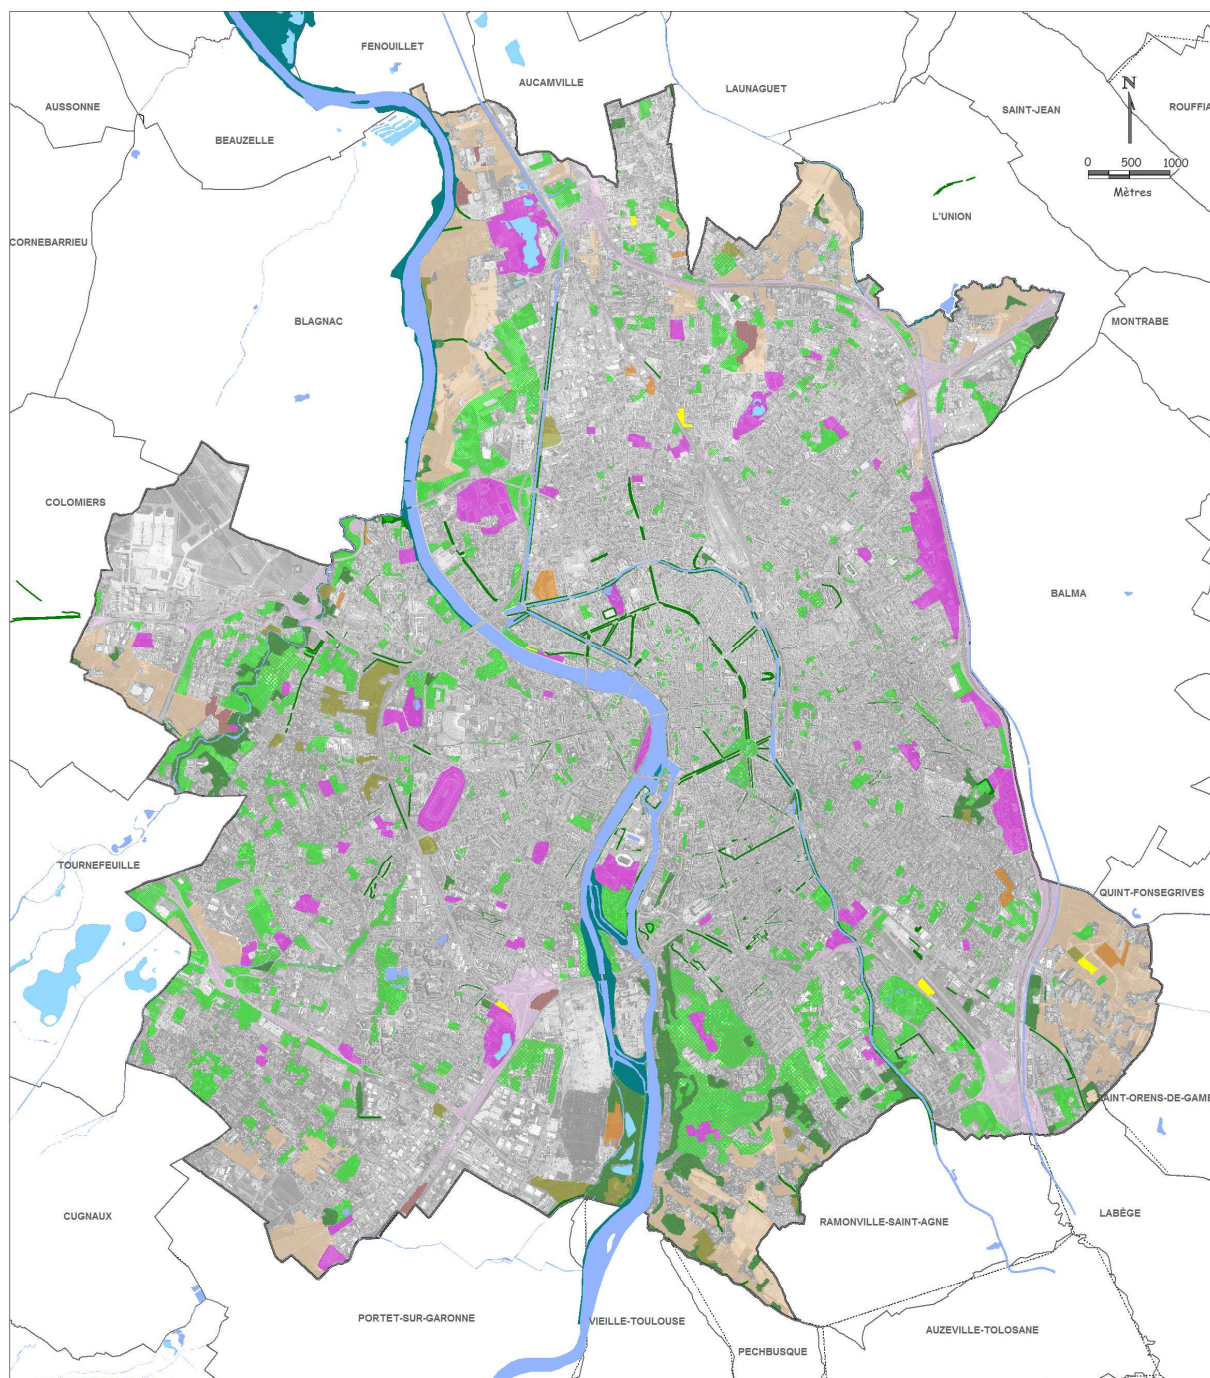 FENOUILLET
AUCAMVILLE
LAUNAGUET
N
AUSSONNE
SAINT-JEAN
ROUFFIA
BEAUZELLE
0 500 1000
Mètres
L'UNION
CORNEBARRIEU
BLAGNAC
MONTRABE
COLOMIERS
BALMA
TOURNEFEUILLE
QUINT-FONSEGRIVES
AINT-ORENS-DE-GAME
CUGNAUX
RAMONVILLE-SAINT-AGNE
LABÈGE
PORTET-SUR-GARONNE
VIEILLE-TOULOUSE
AUZEVILLE-TOLOSANE
PECHBUSQUE